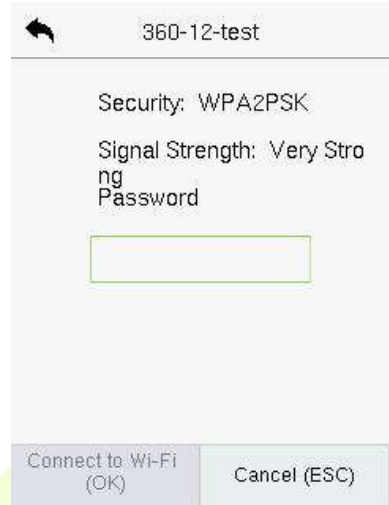 360-12-test
Security: WPA2PSK
Signal Strength: Very Stro
ng
Password
Connect to Wi-Fi
(OK)
Cancel (ESC)